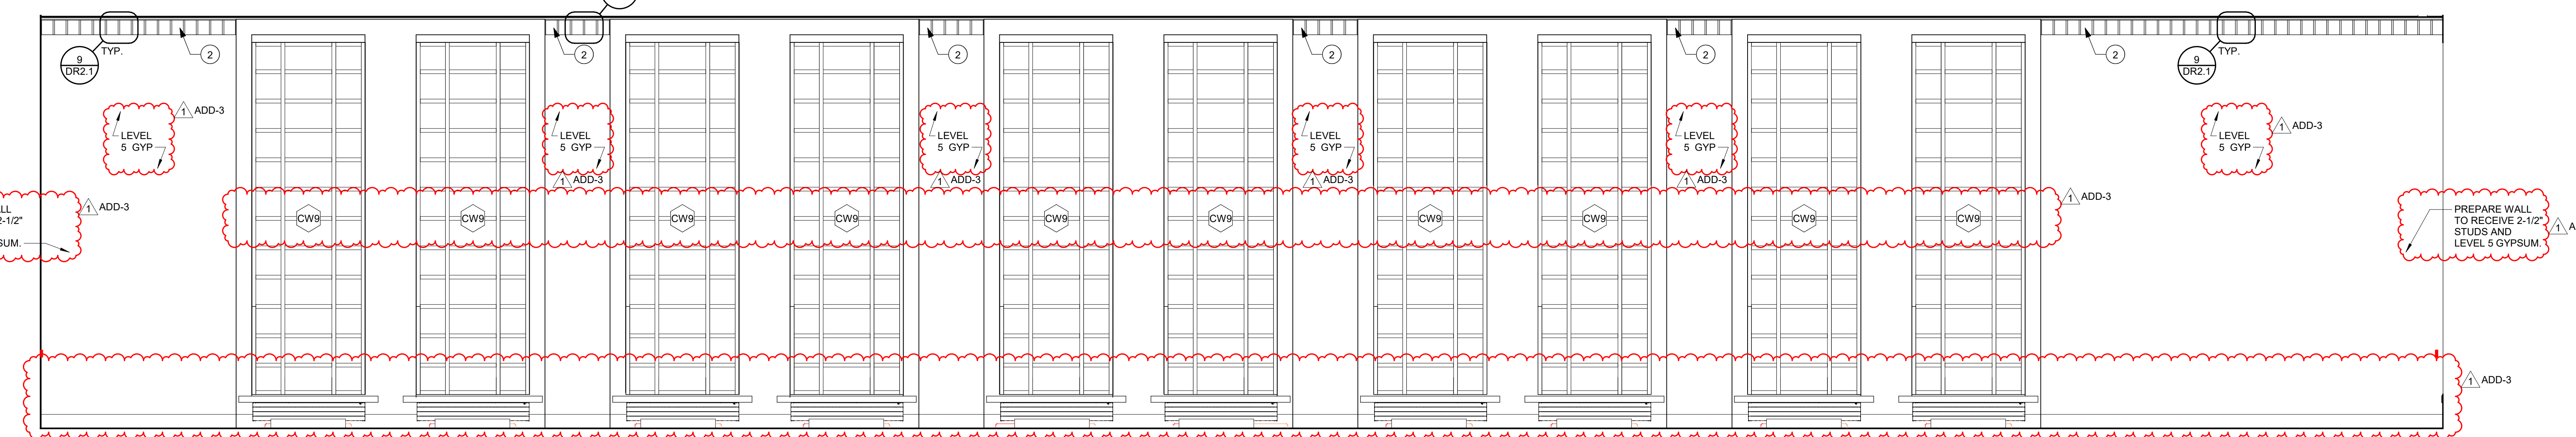 9
DR2.1
TYP.
2
2
2
2
2
2
9
DR2.1
TYP.
LEVEL
5 GYP
1 ADD-3
LEVEL
5 GYP
1 ADD-3
LEVEL
5 GYP
1 ADD-3
LEVEL
5 GYP
1 ADD-3
LEVEL
5 GYP
1 ADD-3
LEVEL
5 GYP
1 ADD-3
2-1/2"
1 ADD-3
CW9
CW9
CW9
CW9
CW9
CW9
CW9
CW9
CW9
CW9
1 ADD-3
PREPARE WALL
TO RECEIVE 2-1/2"
STUDS AND
LEVEL 5 GYPSUM.
1
1 ADD-3